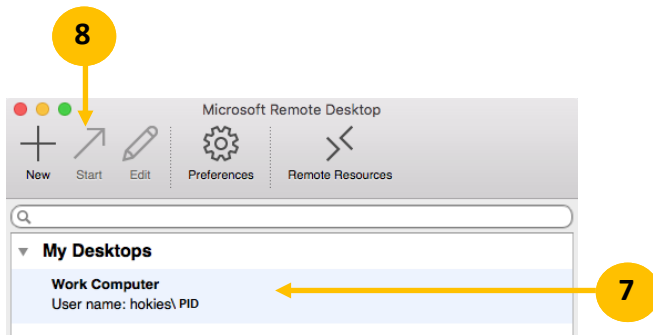 8
Microsoft Remote Desktop
New Start Edit Preferences Remote Resources
My Desktops
Work Computer
User name: hokies\ PID
7